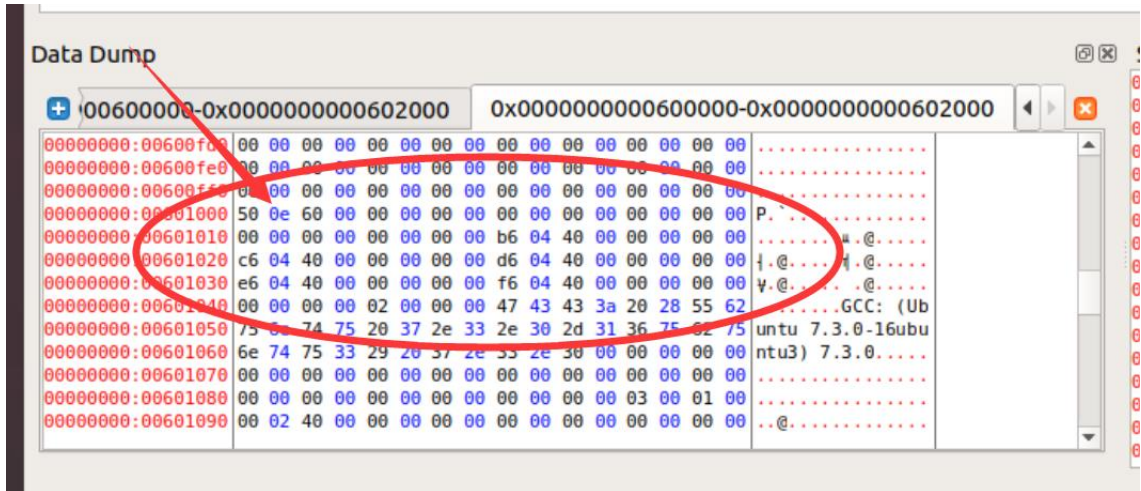 Data Dump
00600000-0x0000000000602000 0x0000000000600000-0x0000000000602000
00000000:00600fd0 00 00 00 00 00 00 00 00 00 00 00 00 00 00 00 00 ................
00000000:00600fe0 00 00 00 00 00 00 00 00 00 00 00 00 00 00 00 00 ................
00000000:00600ff0 00 00 00 00 00 00 00 00 00 00 00 00 00 00 00 00 ................
00000000:00601000 50 0e 60 00 00 00 00 00 00 00 00 00 00 00 00 00 P.`.............
00000000:00601010 00 00 00 00 00 00 00 00 b6 04 40 00 00 00 00 00 .........@.....
00000000:00601020 c6 04 40 00 00 00 00 00 d6 04 40 00 00 00 00 00 .@......@.....
00000000:00601030 e6 04 40 00 00 00 00 00 f6 04 40 00 00 00 00 00 .@..... .@.....
00000000:00601040 00 00 00 00 02 00 00 00 47 43 43 3a 20 28 55 62 ........GCC: (Ub
00000000:00601050 75 6e 74 75 20 37 2e 33 2e 30 2d 31 36 75 62 75 untu 7.3.0-16ubu
00000000:00601060 6e 74 75 33 29 20 37 2e 33 2e 30 00 00 00 00 00 ntu3) 7.3.0.....
00000000:00601070 00 00 00 00 00 00 00 00 00 00 00 00 00 00 00 00 ................
00000000:00601080 00 00 00 00 00 00 00 00 00 00 00 00 03 00 01 00 ................
00000000:00601090 00 02 40 00 00 00 00 00 00 00 00 00 00 00 00 00 ..@.............